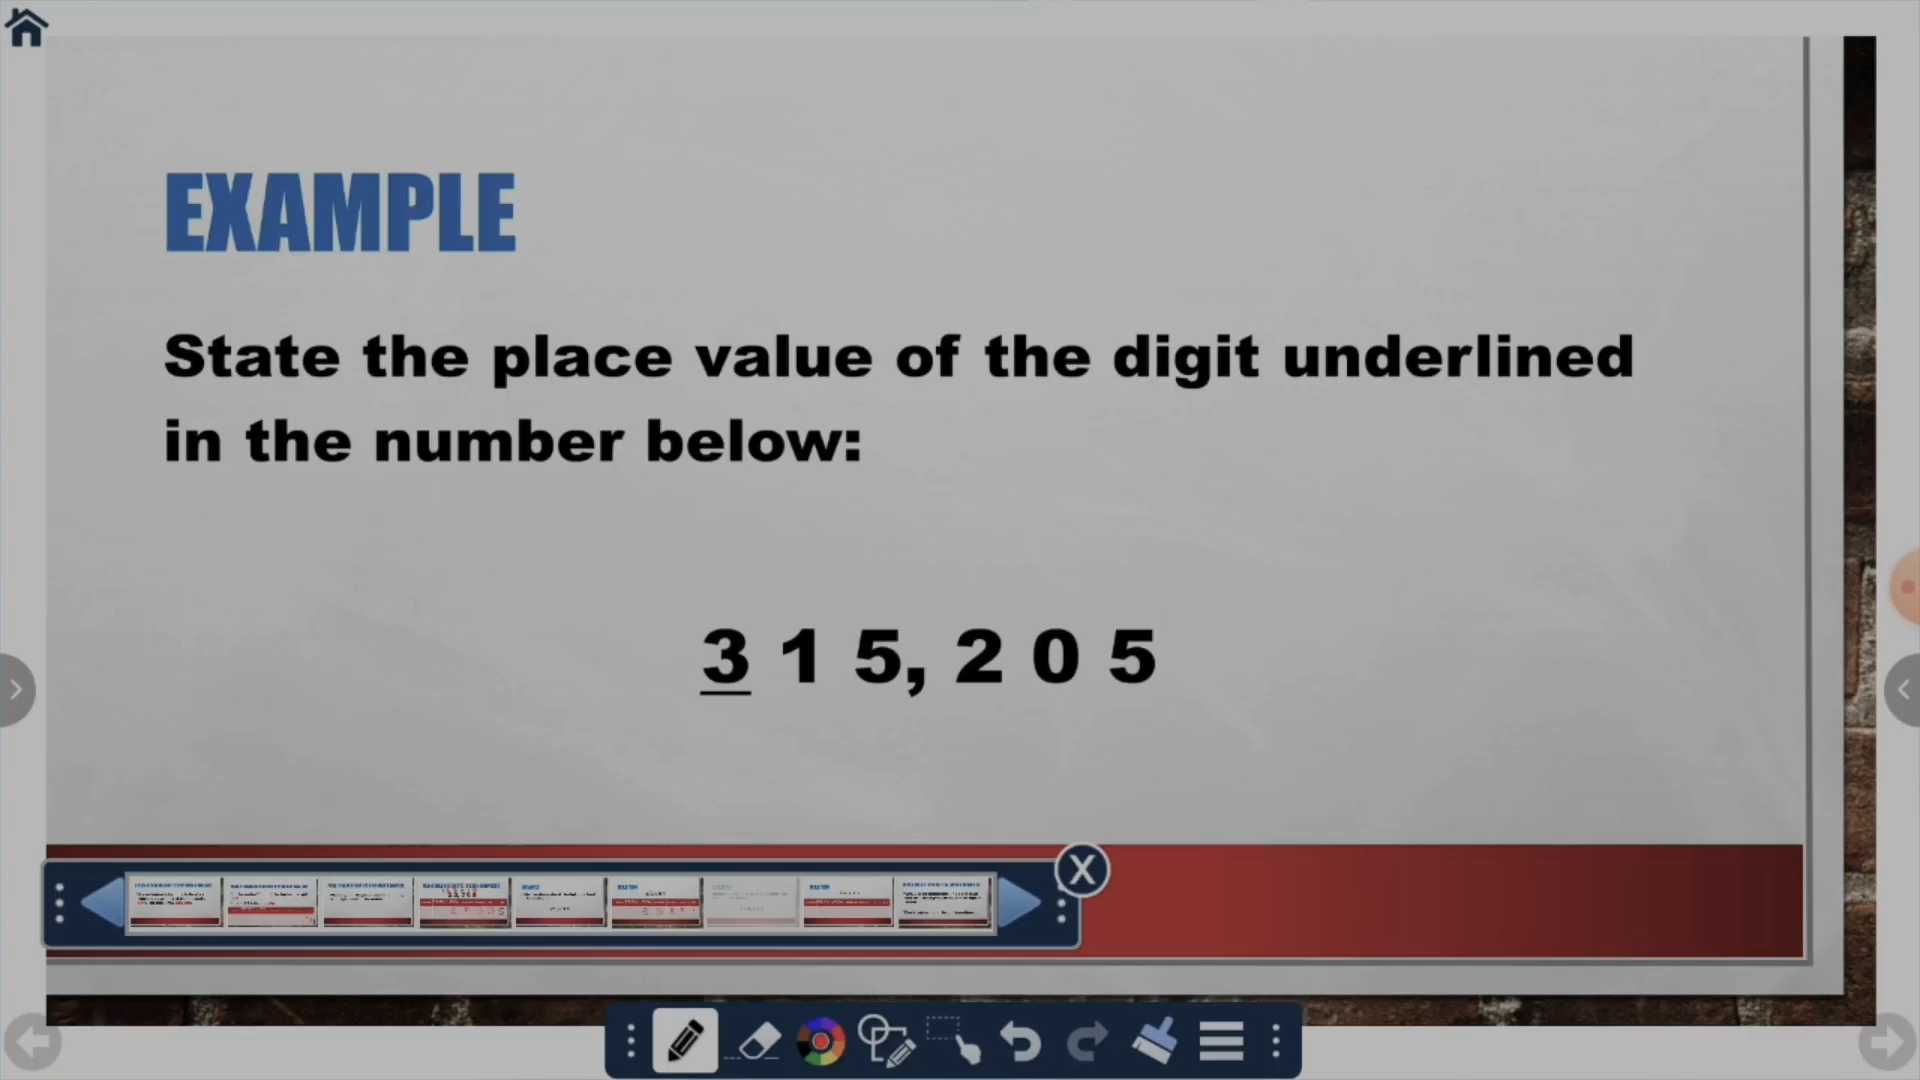 EXAMPLE
State the place value of the digit underlined
in the number below:
3 1 5, 2 0 5
X